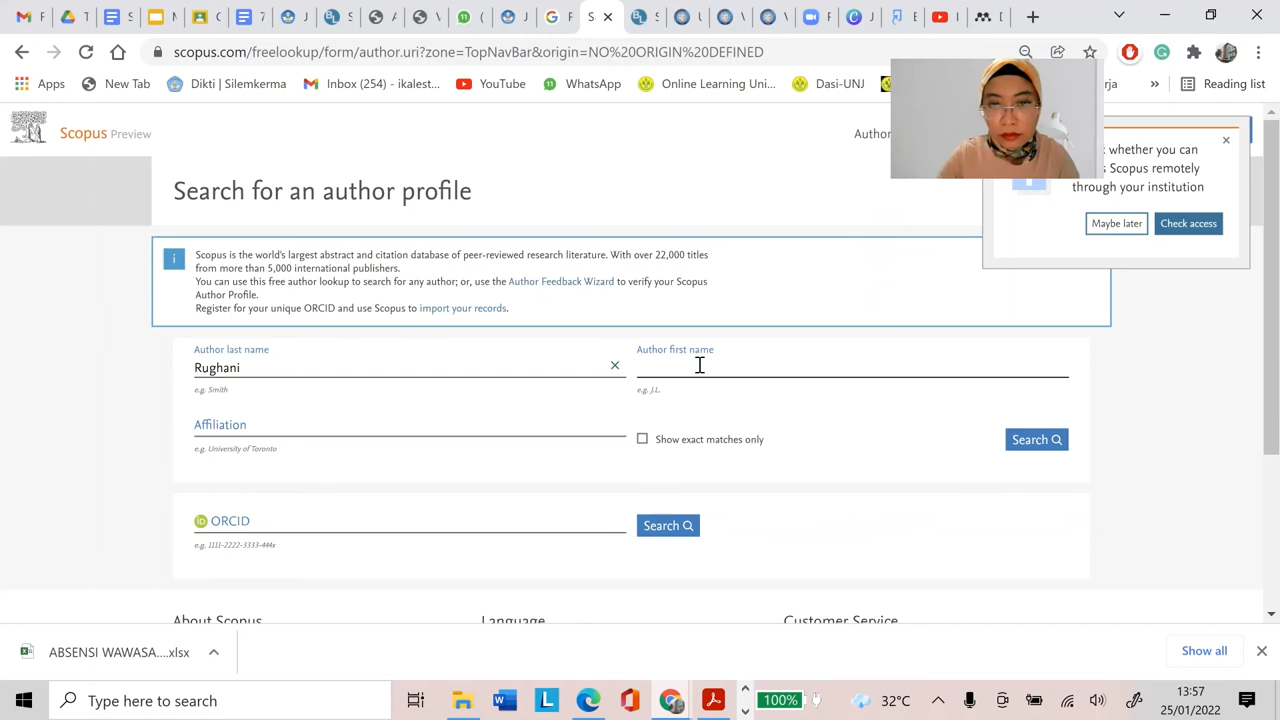 S
scopus.com/freelookup/form/author.uri?zone=TopNavBar&origin=NO%20ORIGIN%20DEFINED
Apps
New Tab
Dikti | Silemkerma...
Inbox (254) - ikalest...
YouTube
WhatsApp
Online Learning Uni...
Dasi-UNJ
rja
Reading list
Scopus Preview
Author
Search for an author profile
whether you can
s Scopus remotely
through your institution
Maybe later
Check access
Scopus is the world's largest abstract and citation database of peer-reviewed research literature. With over 22,000 titles
from more than 5,000 international publishers.
You can use this free author lookup to search for any author; or, use the Author Feedback Wizard to verify your Scopus
Author Profile.
Register for your unique ORCID and use Scopus to import your records.
Author last name
Rughani
e.g. Smith
Author first name
e.g. J.L.
Affiliation
e.g. University of Toronto
Show exact matches only
Search
iD ORCID
e.g. 1111-2222-3333-444x
Search
About Scopus
Language
Customer Service
ABSENSI WAWASA....xlsx
Show all
Type here to search
100%
32°C
13:57
25/01/2022